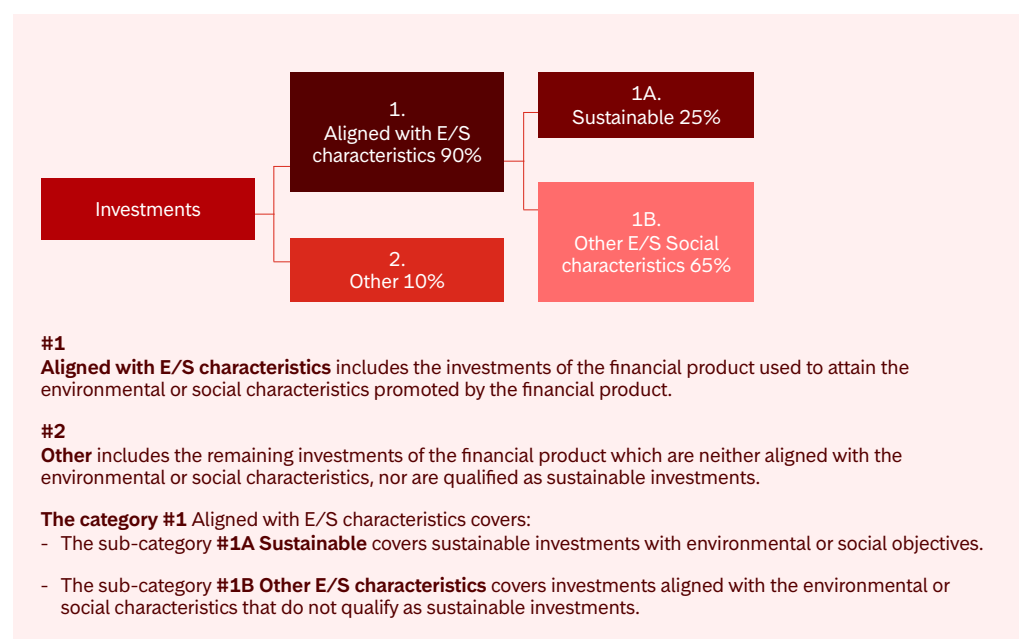 1.
Aligned with E/S
characteristics 90%
1A.
Sustainable 25%
Investments
1B.
Other E/S Social
characteristics 65%
2.
Other 10%
#1
Aligned with E/S characteristics includes the investments of the financial product used to attain the
environmental or social characteristics promoted by the financial product.
#2
Other includes the remaining investments of the financial product which are neither aligned with the
environmental or social characteristics, nor are qualified as sustainable investments.
The category #1 Aligned with E/S characteristics covers:
- The sub-category #1A Sustainable covers sustainable investments with environmental or social objectives.
- The sub-category #1B Other E/S characteristics covers investments aligned with the environmental or
social characteristics that do not qualify as sustainable investments.